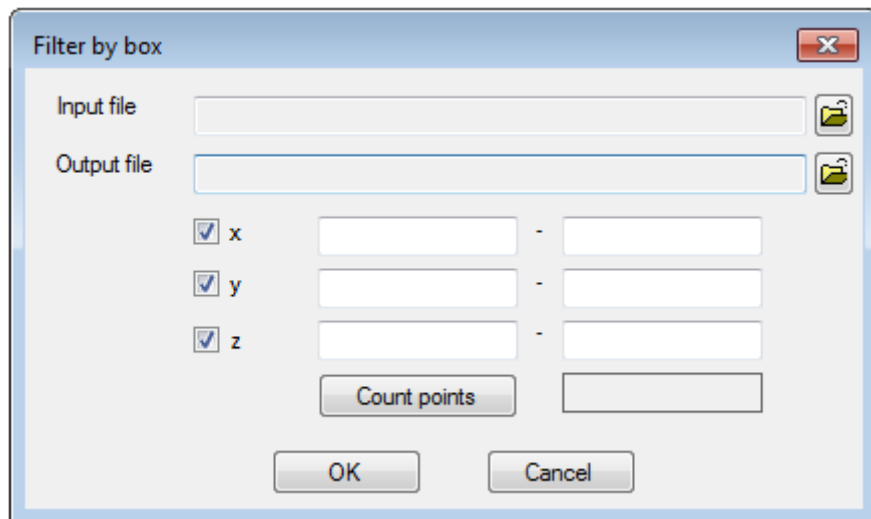 Filter by box
Input file
Output file
x -
y -
z -
Count points
OK Cancel